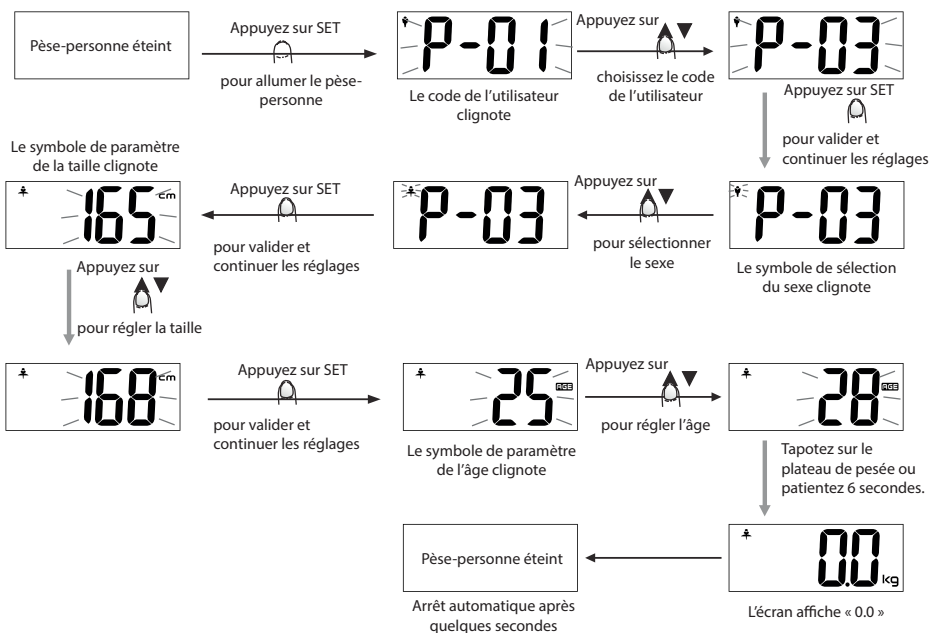 Pèse-personne éteint
Appuyez sur SET
pour allumer le pèse-
personne
P-01
Le code de l'utilisateur
clignote
Appuyez sur
choisissez le code
de l'utilisateur
P-03
Appuyez sur SET
pour valider et
continuer les réglages
P-03
Le symbole de sélection
du sexe clignote
Appuyez sur
pour sélectionner
le sexe
P-03
Appuyez sur SET
pour valider et
continuer les réglages
Le symbole de paramètre
de la taille clignote
165 cm
Appuyez sur
pour régler la taille
168 cm
Appuyez sur SET
pour valider et
continuer les réglages
25 AGE
Le symbole de paramètre
de l'âge clignote
Appuyez sur
pour régler l'âge
28 AGE
Tapotez sur le
plateau de pesée ou
patientez 6 secondes.
0.0 kg
L'écran affiche « 0.0 »
Pèse-personne éteint
Arrêt automatique après
quelques secondes